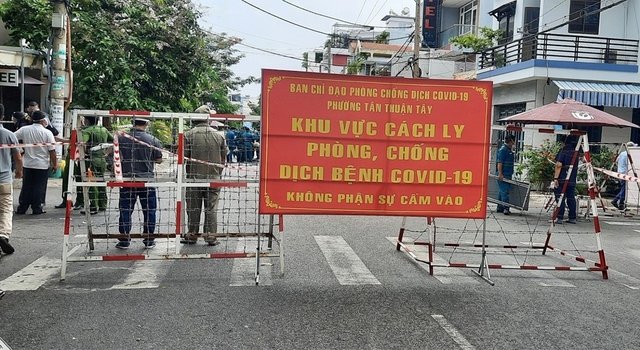 BAN CHỈ ĐẠO PHÒNG CHỐNG DỊCH COVID-19
PHƯỜNG TÂN THUẬN TÂY
KHU VỰC CÁCH LY
PHÒNG, CHỐNG
DỊCH BỆNH COVID-19
KHÔNG PHẬN SỰ CẤM VÀO